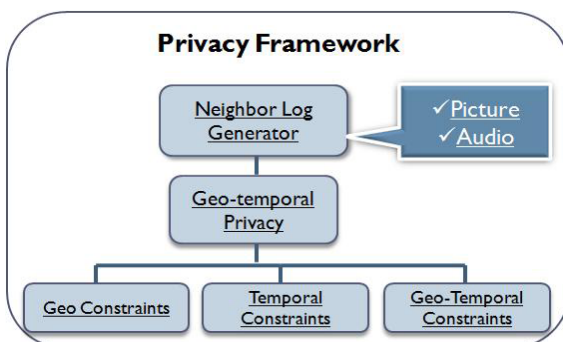 Privacy Framework
Neighbor Log
Generator
✓Picture
✓Audio
Geo-temporal
Privacy
Geo Constraints
Temporal
Constraints
Geo-Temporal
Constraints